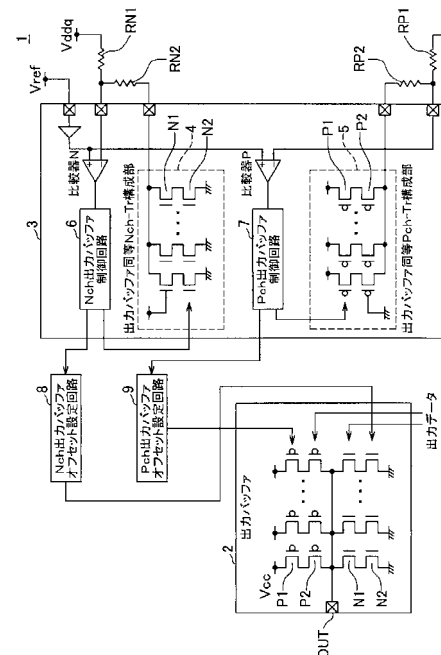 1
Vref
Vddq
RN1
RN2
RP2
RP1
3
比較器N
比較器P
6
Nch出力バッファ
制御回路
7
Pch出力バッファ
制御回路
N1
4
N2
出力バッファ同等Nch-Tr構成部
P1
5
P2
出力バッファ同等Pch-Tr構成部
8
Nch出力バッファ
オフセット設定回路
9
Pch出力バッファ
オフセット設定回路
2
出力バッファ
Vcc
P1
P2
N1
N2
OUT
出力データ